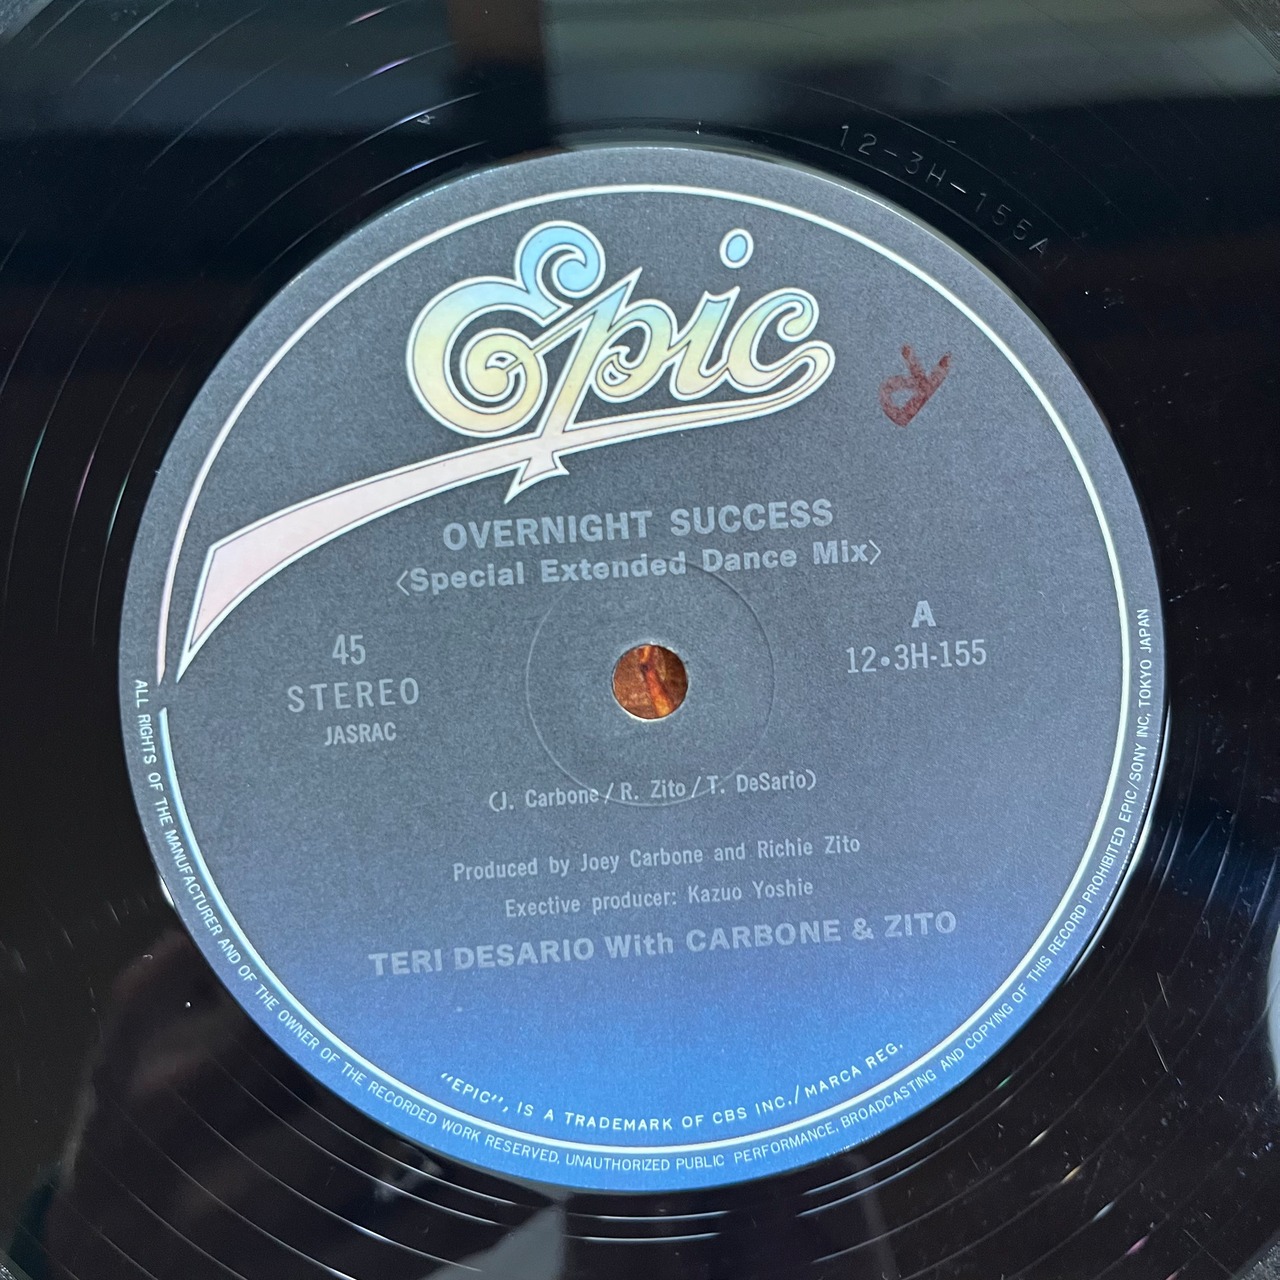 12-3H-155A
Epic
OVERNIGHT SUCCESS
〈Special Extended Dance Mix〉
45
STEREO
JASRAC
A
12•3H-155
(J. Carbone/R. Zito/T. DeSario)
Produced by Joey Carbone and Richie Zito
Exective producer: Kazuo Yoshie
TERI DESARIO With CARBONE & ZITO
"EPIC", IS A TRADEMARK OF CBS INC./MARCA REG.
ALL RIGHTS OF THE MANUFACTURER AND OF THE OWNER OF THE RECORDED WORK RESERVED, UNAUTHORIZED PUBLIC PERFORMANCE, BROADCASTING AND COPYING OF THIS RECORD PROHIBITED EPIC/SONY INC, TOKYO JAPAN